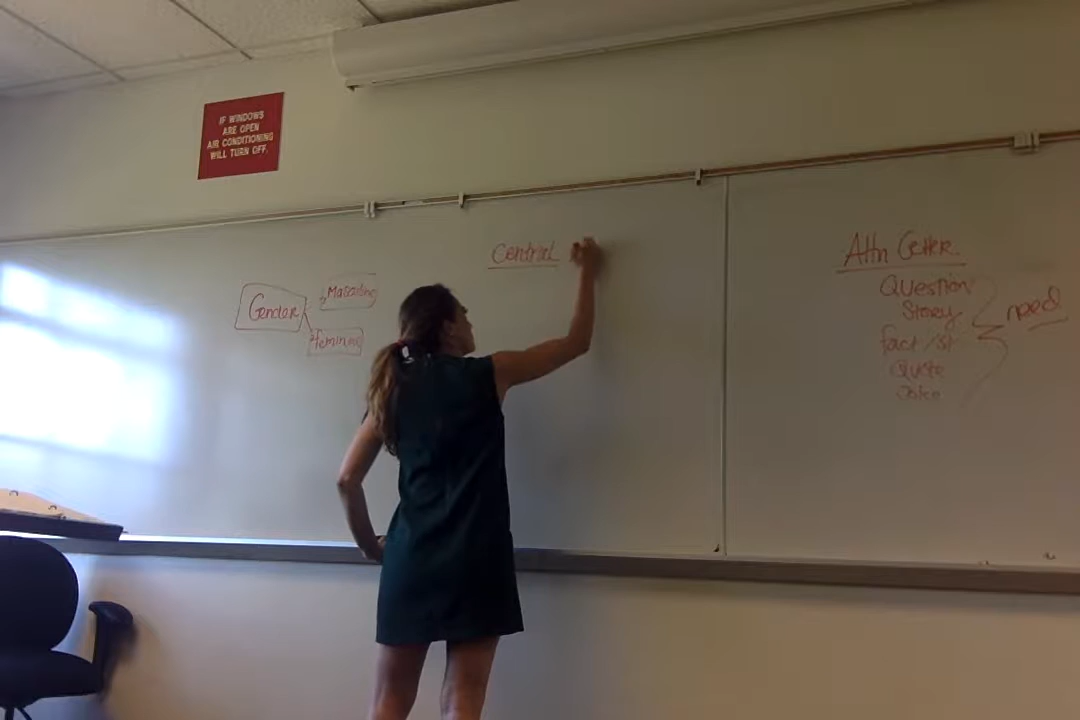 IF WINDOWS
ARE OPEN
AIR CONDITIONING
WILL TURN OFF.
Gender
Masculine
feminine
Central
Attn Getter
Question
Story
fact / st
Quote
Joke
need